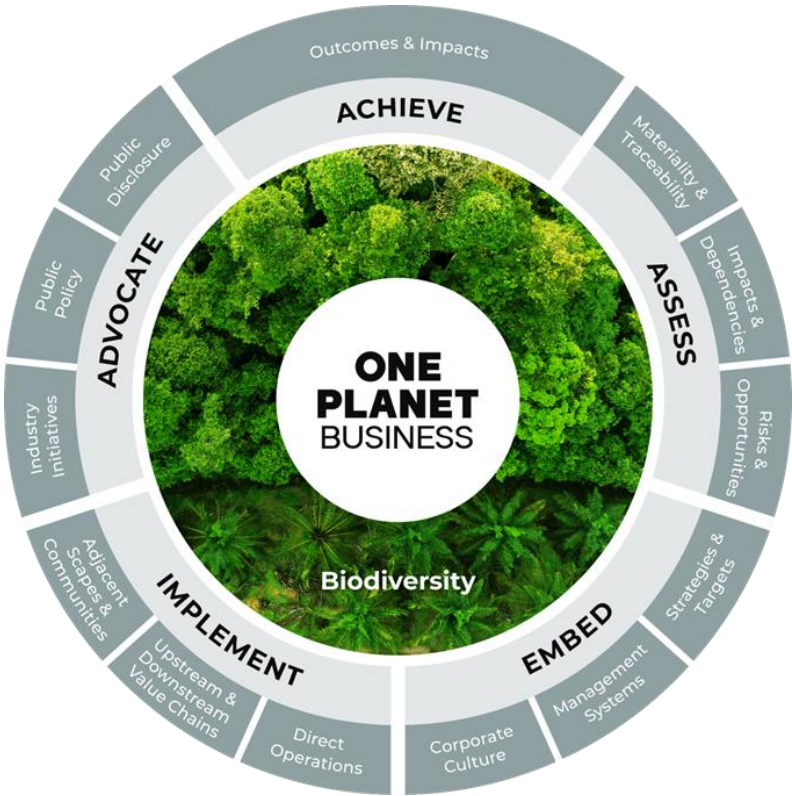 Outcomes & Impacts
ACHIEVE
Materiality &
Traceability
Impacts &
Dependencies
Risks &
Opportunities
ASSESS
Strategies &
Targets
Management
Systems
Corporate
Culture
EMBED
Direct
Operations
Upstream &
Downstream
Value Chains
Adjacent
Scapes &
Communities
IMPLEMENT
Industry
Initiatives
Public
Policy
Public
Disclosure
ADVOCATE
ONE
PLANET
BUSINESS
Biodiversity